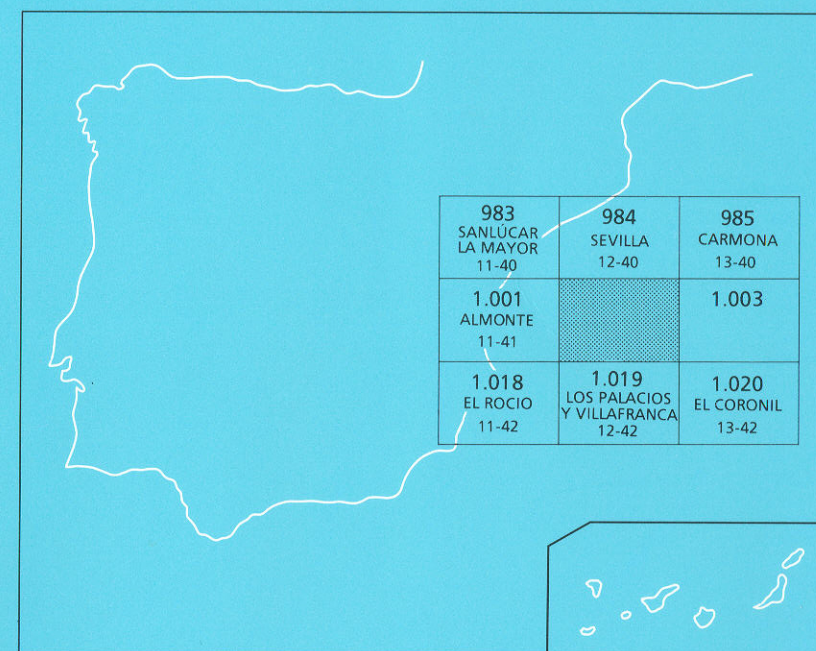 983
SANLÚCAR
LA MAYOR
11-40
984
SEVILLA
12-40
985
CARMONA
13-40
1.001
ALMONTE
11-41
1.003
1.018
EL ROCIO
11-42
1.019
LOS PALACIOS
Y VILLAFRANCA
12-42
1.020
EL CORONIL
13-42